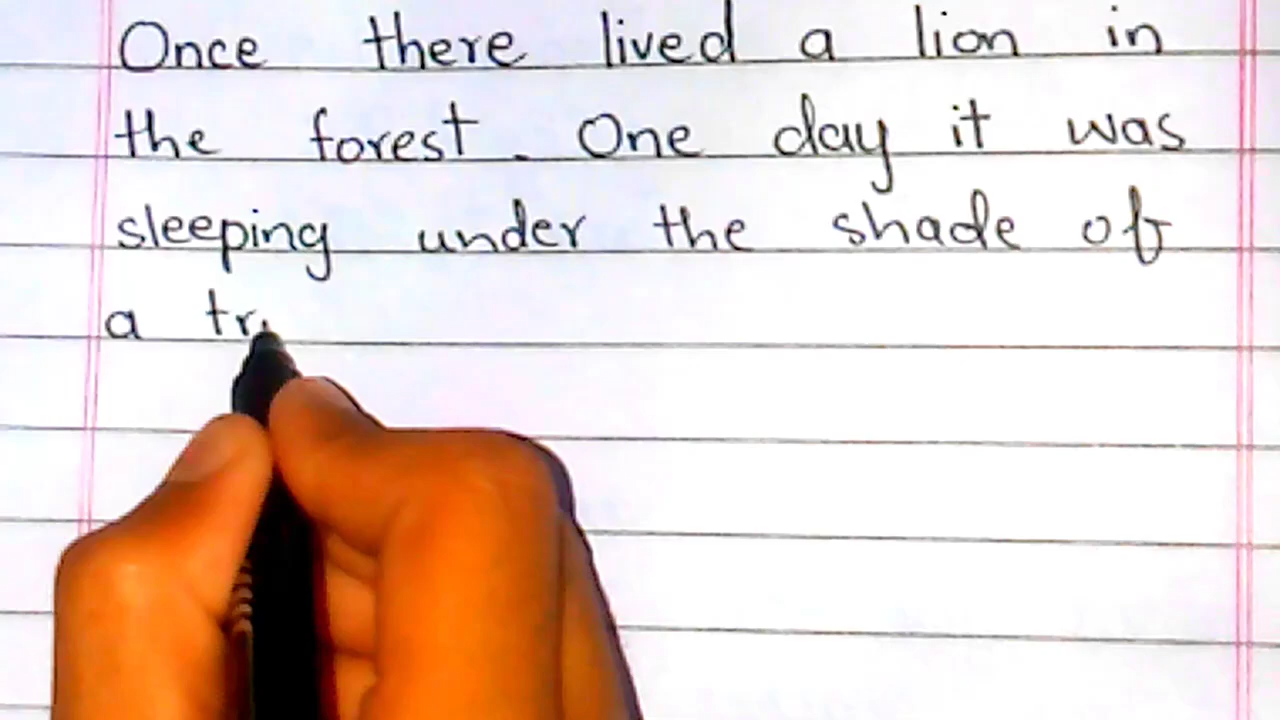 Once there lived a lion in
the forest. One day it was
sleeping under the shade of
a tr